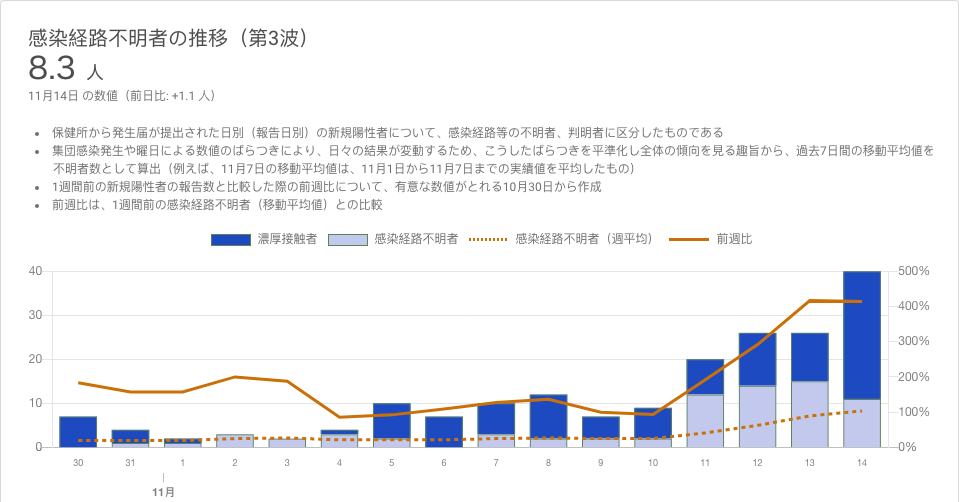 感染経路不明者の推移（第3波）
8.3 人
11月14日 の数値（前日比: +1.1 人）
• 保健所から発生届が提出された日別（報告日別）の新規陽性者について、感染経路等の不明者、判明者に区分したものである
• 集団感染発生や曜日による数値のばらつきにより、日々の結果が変動するため、こうしたばらつきを平準化し全体の傾向を見る趣旨から、過去7日間の移動平均値を
不明者数として算出（例えば、11月7日の移動平均値は、11月1日から11月7日までの実績値を平均したもの）
• 1週間前の新規陽性者の報告数と比較した際の前週比について、有意な数値がとれる10月30日から作成
• 前週比は、1週間前の感染経路不明者（移動平均値）との比較
濃厚接触者 感染経路不明者 感染経路不明者（週平均） 前週比
40 500%
400%
30
300%
20
200%
10 100%
0 0%
30 31 1 2 3 4 5 6 7 8 9 10 11 12 13 14
11月